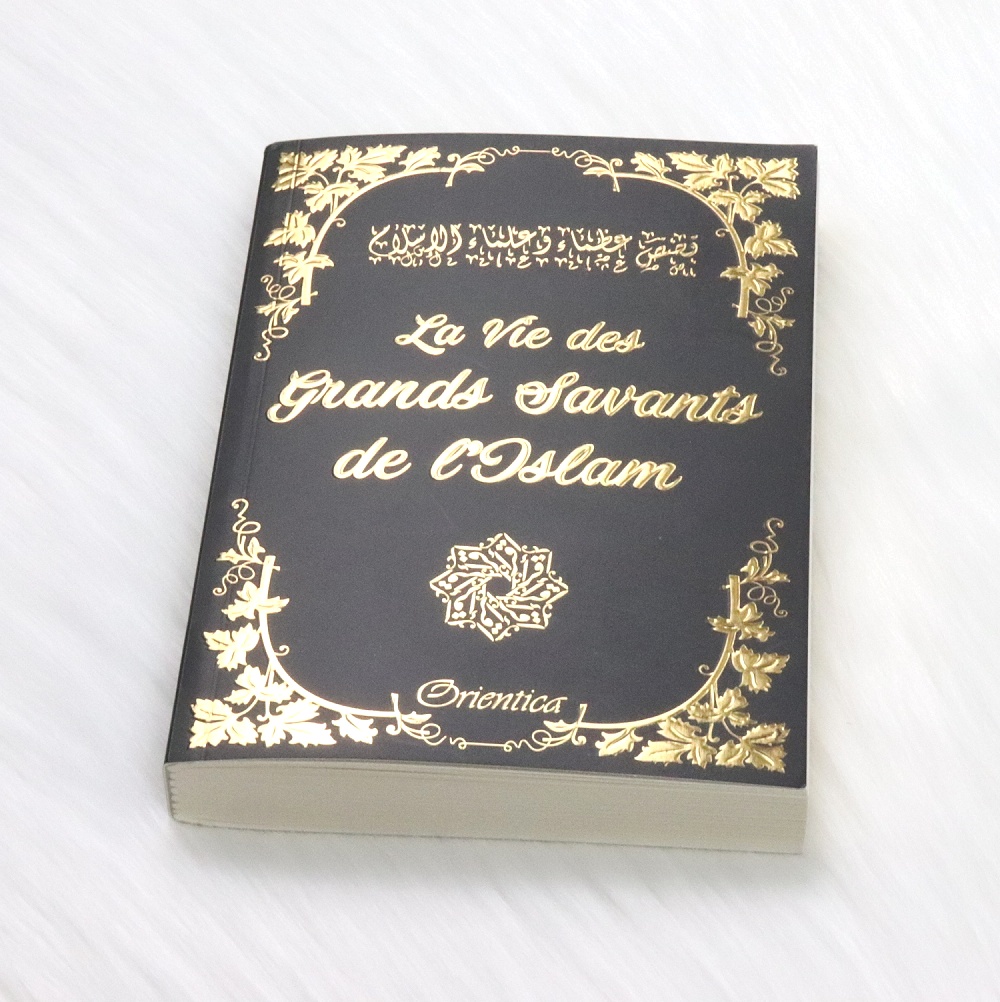 قصص عظماء وعلماء الإسلام
La Vie des
Grands Savants
de l'Islam
Orientica